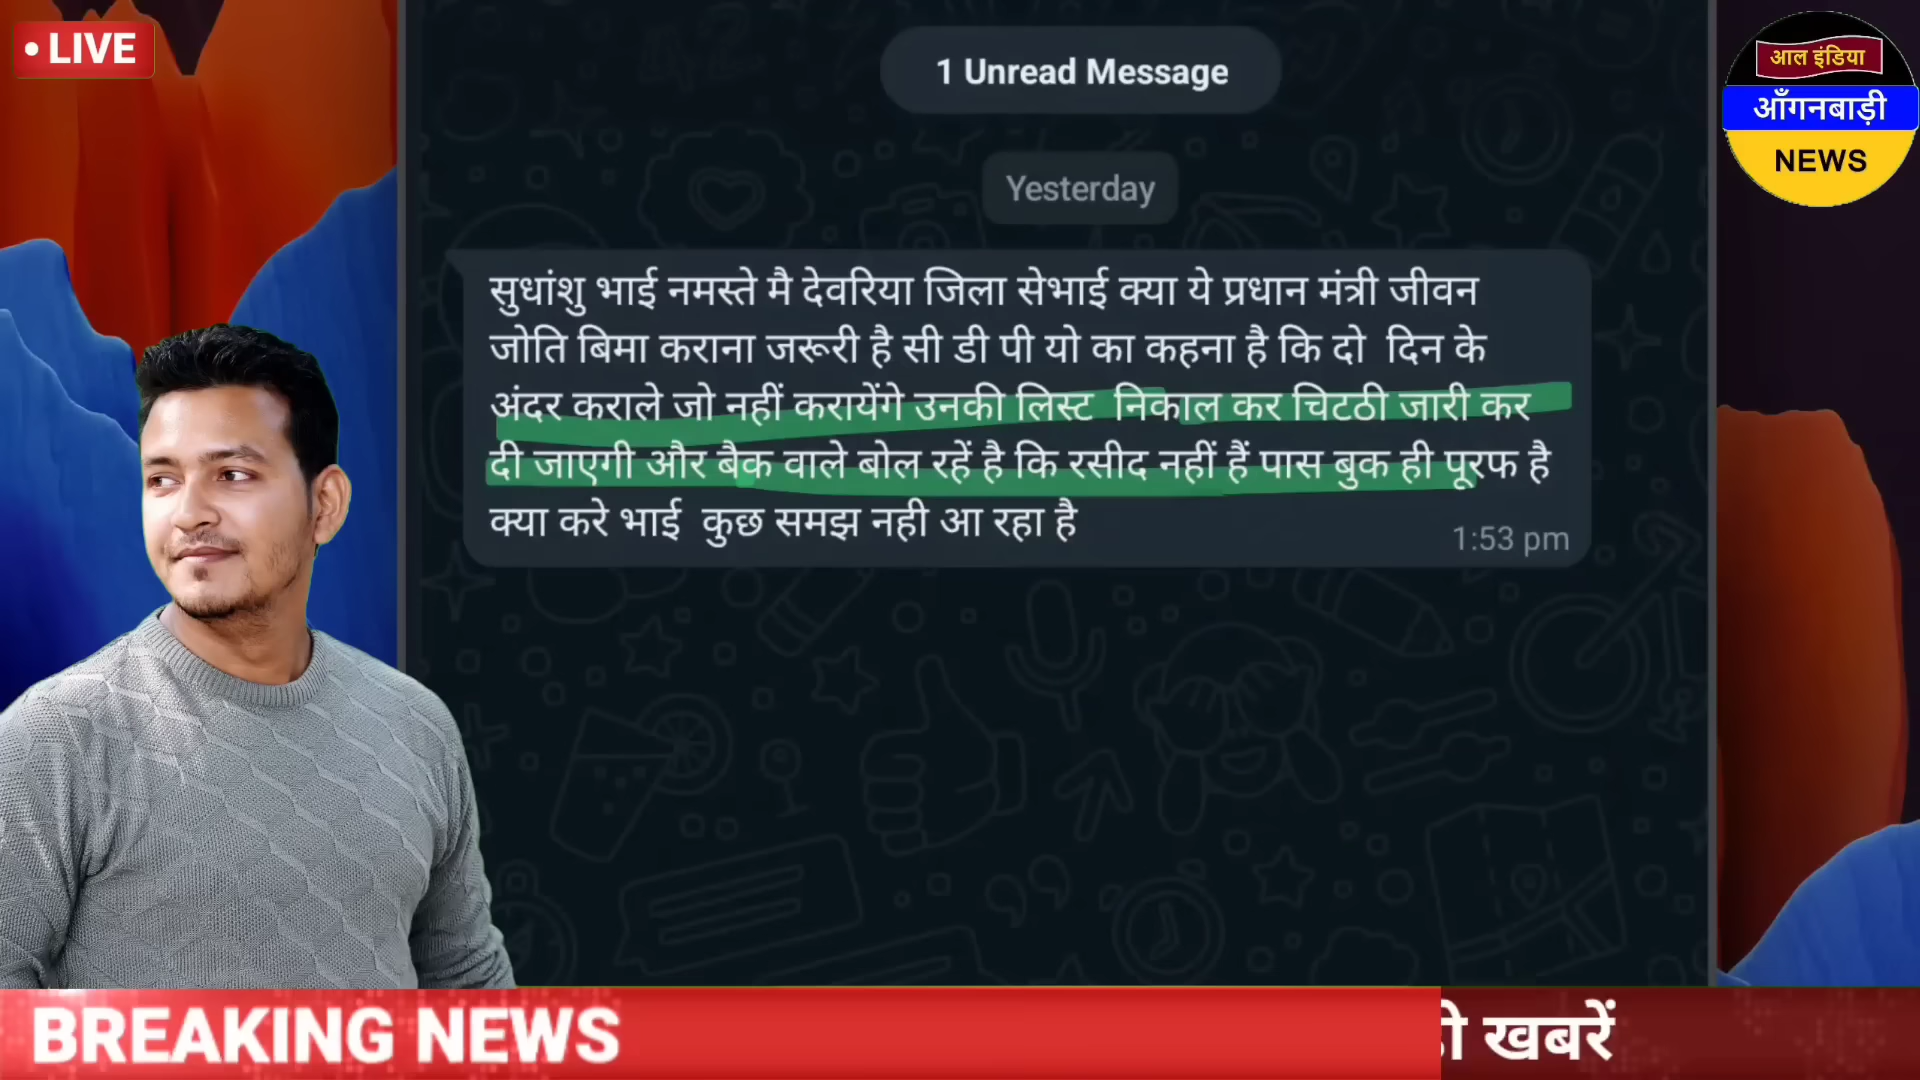 • LIVE
आल इंडिया
आँगनबाड़ी
NEWS
1 Unread Message
Yesterday
सुधांशु भाई नमस्ते मै देवरिया जिला सेभाई क्या ये प्रधान मंत्री जीवन
जोति बिमा कराना जरूरी है सी डी पी यो का कहना है कि दो दिन के
अंदर कराले जो नहीं करायेंगे उनकी लिस्ट निकाल कर चिटठी जारी कर
दी जाएगी और बैक वाले बोल रहें है कि रसीद नहीं हैं पास बुक ही पूरफ है
क्या करे भाई कुछ समझ नही आ रहा है
1:53 pm
BREAKING NEWS
खबरें